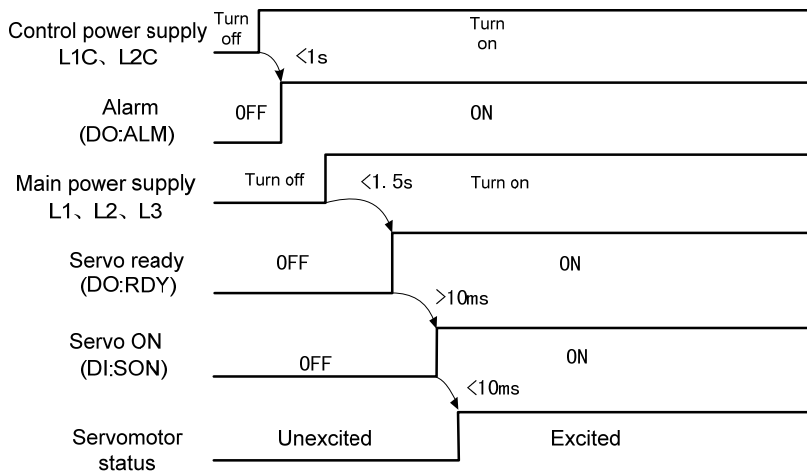 Control power supply
L1C、L2C
Turn
off
Turn
on
<1s
Alarm
(DO:ALM)
OFF
ON
Main power supply
L1、L2、L3
Turn off
<1.5s
Turn on
Servo ready
(DO:RDY)
OFF
ON
>10ms
Servo ON
(DI:SON)
OFF
ON
<10ms
Servomotor
status
Unexcited
Excited